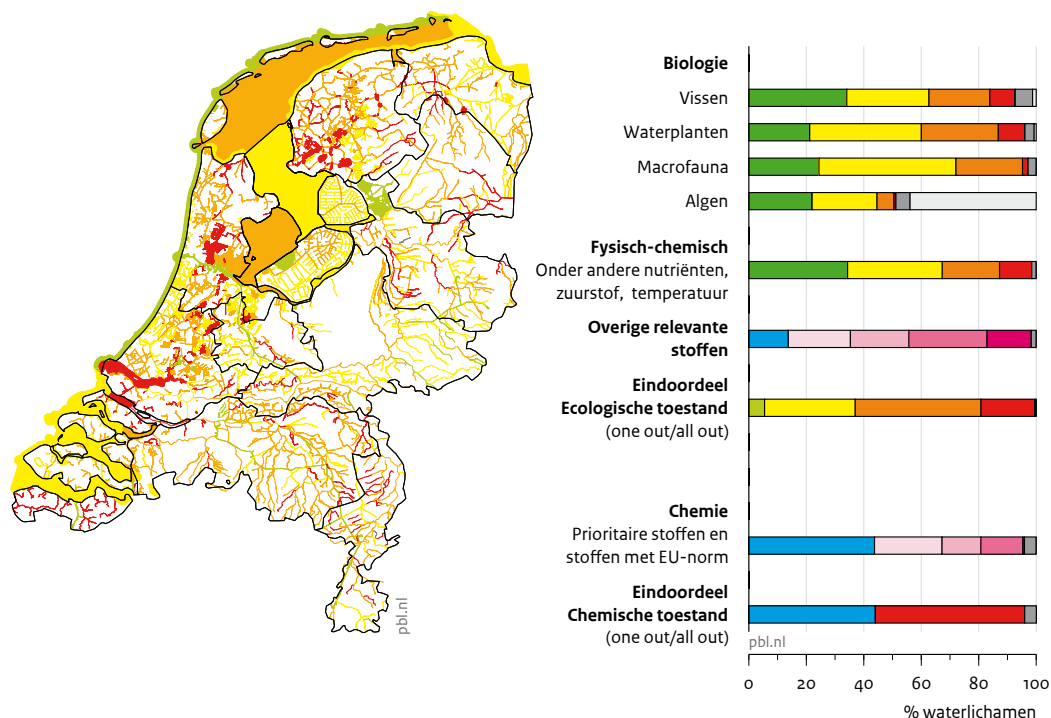 Biologie
Vissen
Waterplanten
Macrofauna
Algen
Fysisch-chemisch
Onder andere nutriënten,
zuurstof, temperatuur
Overige relevante
stoffen
Eindoordeel
Ecologische toestand
(one out/all out)
Chemie
Prioritaire stoffen en
stoffen met EU-norm
Eindoordeel
Chemische toestand
(one out/all out)
pbl.nl
pbl.nl
0 20 40 60 80 100
% waterlichamen